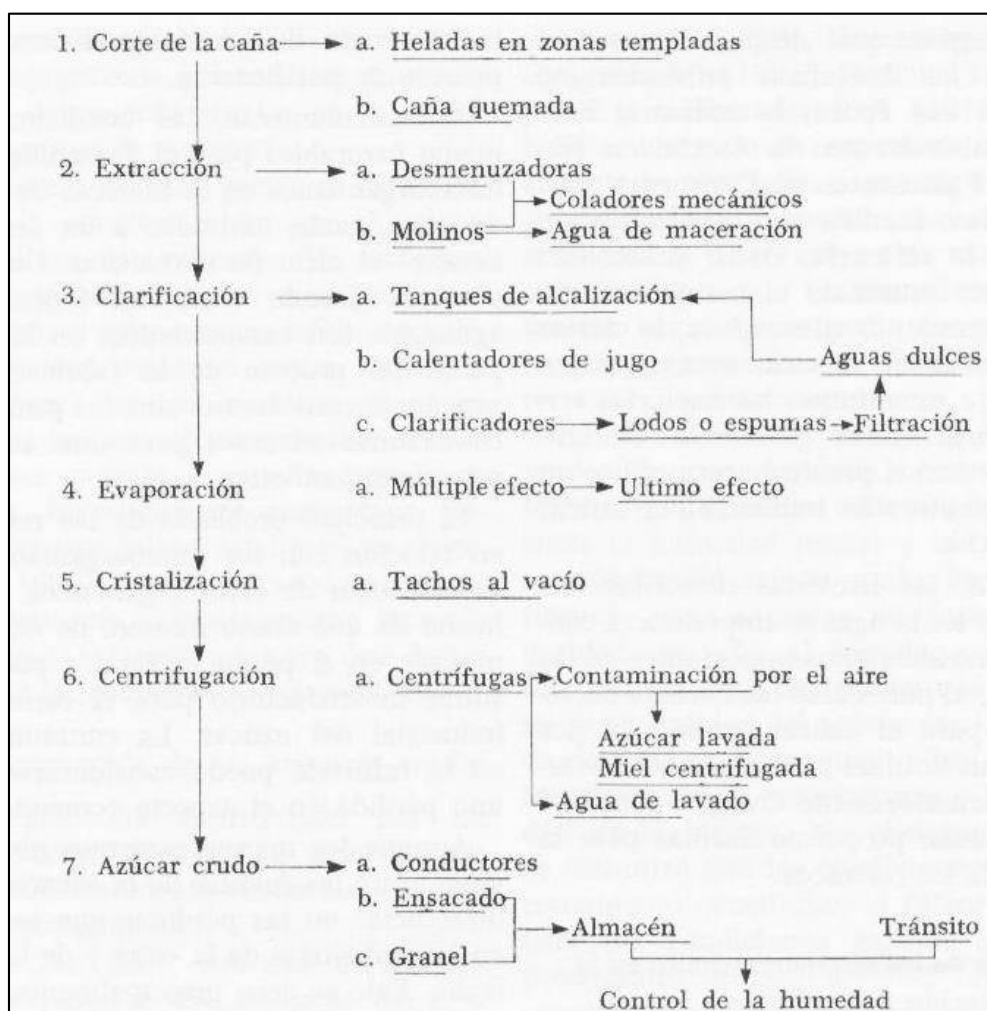 1. Corte de la caña a. Heladas en zonas templadas
b. Caña quemada
2. Extracción a. Desmenuzadoras
Coladores mecánicos
b. Molinos Agua de maceración
3. Clarificación a. Tanques de alcalización
b. Calentadores de jugo Aguas dulces
c. Clarificadores Lodos o espumas Filtración
4. Evaporación a. Múltiple efecto Ultimo efecto
5. Cristalización a. Tachos al vacío
6. Centrifugación a. Centrífugas Contaminación por el aire
Azúcar lavada
Miel centrifugada
Agua de lavado
7. Azúcar crudo a. Conductores
b. Ensacado
Almacén Tránsito
c. Granel
Control de la humedad